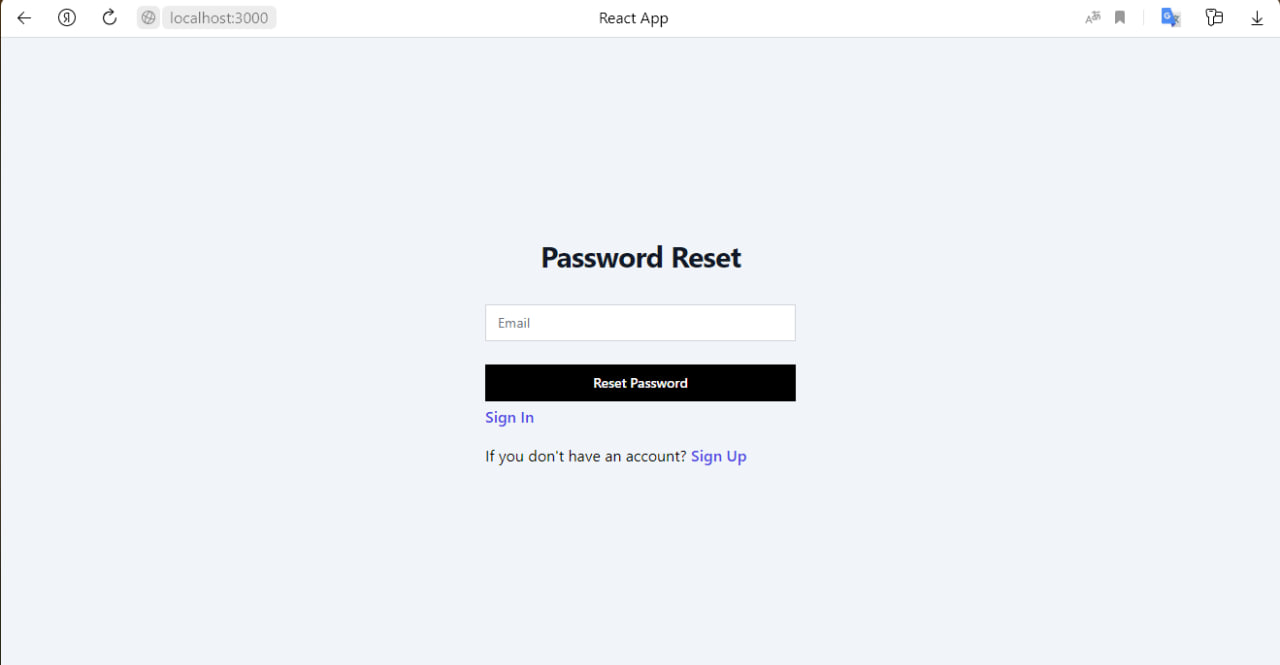 localhost:3000
React App
Password Reset
Email
Reset Password
Sign In
If you don't have an account? Sign Up